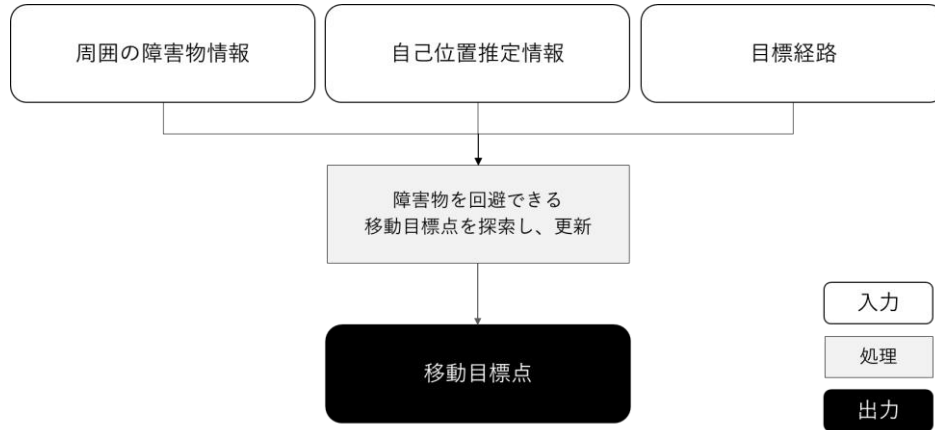 周囲の障害物情報
自己位置推定情報
目標経路
障害物を回避できる
移動目標点を探索し、更新
移動目標点
入力
処理
出力